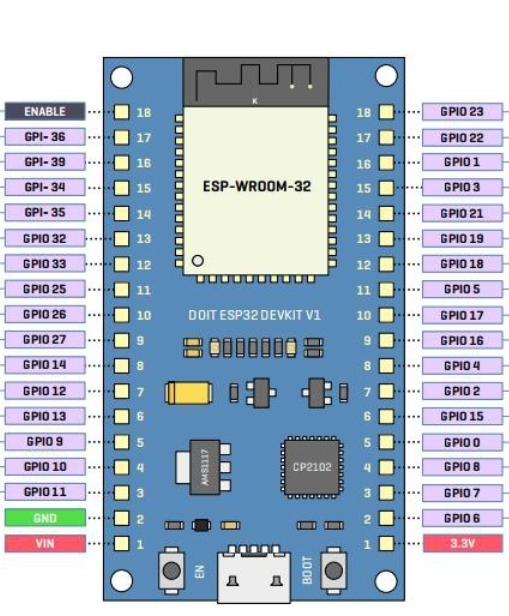 K
ESP-WROOM-32
ENABLE 18 18 GPIO 23
GPI- 36 17 17 GPIO 22
GPI- 39 16 16 GPIO 1
GPI- 34 15 15 GPIO 3
GPI- 35 14 14 GPIO 21
GPIO 32 13 13 GPIO 19
GPIO 33 12 12 GPIO 18
GPIO 25 11 11 GPIO 5
GPIO 26 10 DOIT ESP32 DEVKIT V1 10 GPIO 17
GPIO 27 9 9 GPIO 16
GPIO 14 8 8 GPIO 4
GPIO 12 7 7 GPIO 2
GPIO 13 6 6 GPIO 15
GPIO 9 5 5 GPIO 0
GPIO 10 4 AMS1117 CP2102 4 GPIO 8
GPIO 11 3 3 GPIO 7
GND 2 2 GPIO 6
VIN 1 1 3.3V
EN BOOT